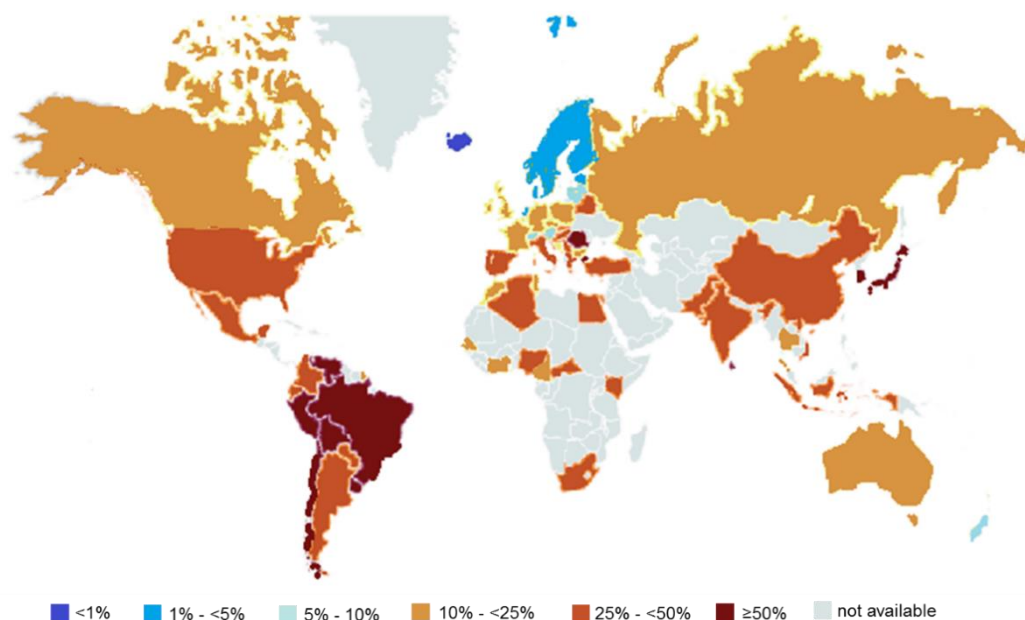 <1% 1% - <5% 5% - 10% 10% - <25% 25% - <50% ≥50% not available